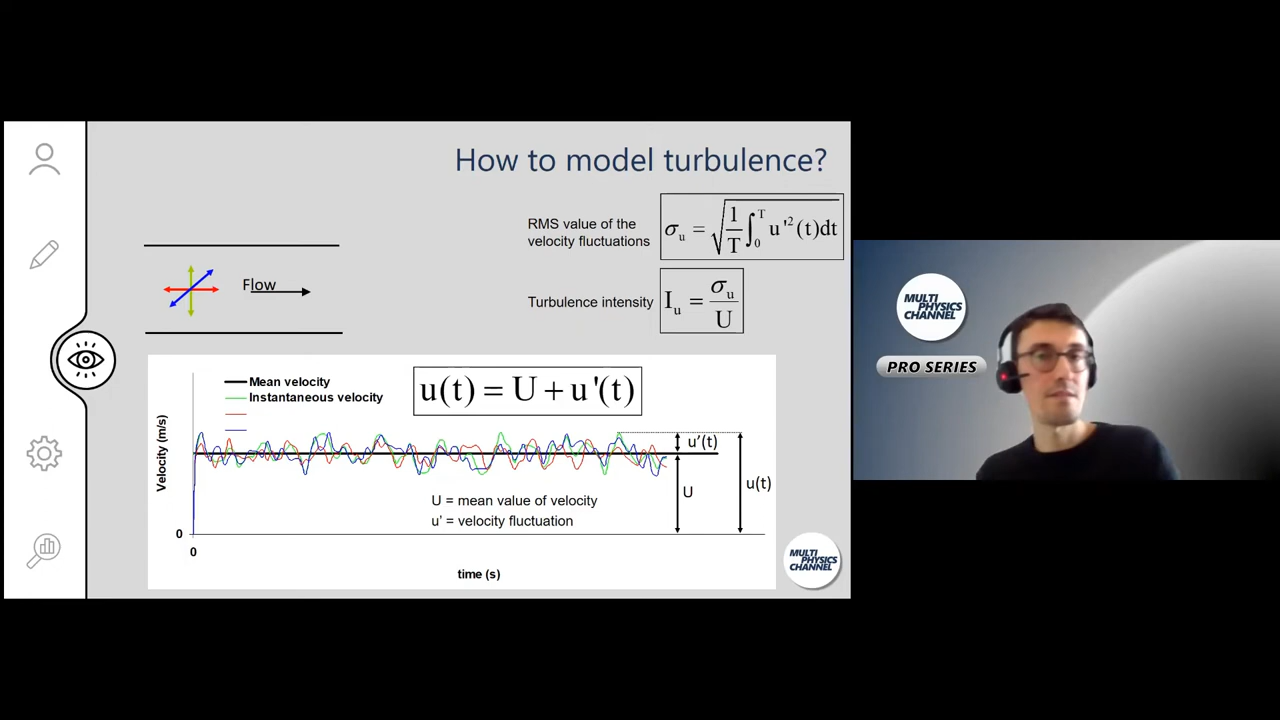 How to model turbulence?
RMS value of the
velocity fluctuations
σu = √(1/T ∫0^T u'²(t)dt)
Flow
Turbulence intensity
Iu = σu/U
Mean velocity
Instantaneous velocity
u(t) = U + u'(t)
Velocity (m/s)
u'(t)
U
u(t)
U = mean value of velocity
u' = velocity fluctuation
0
0
time (s)
MULTI
PHYSICS
CHANNEL
MULTI
PHYSICS
CHANNEL
PRO SERIES